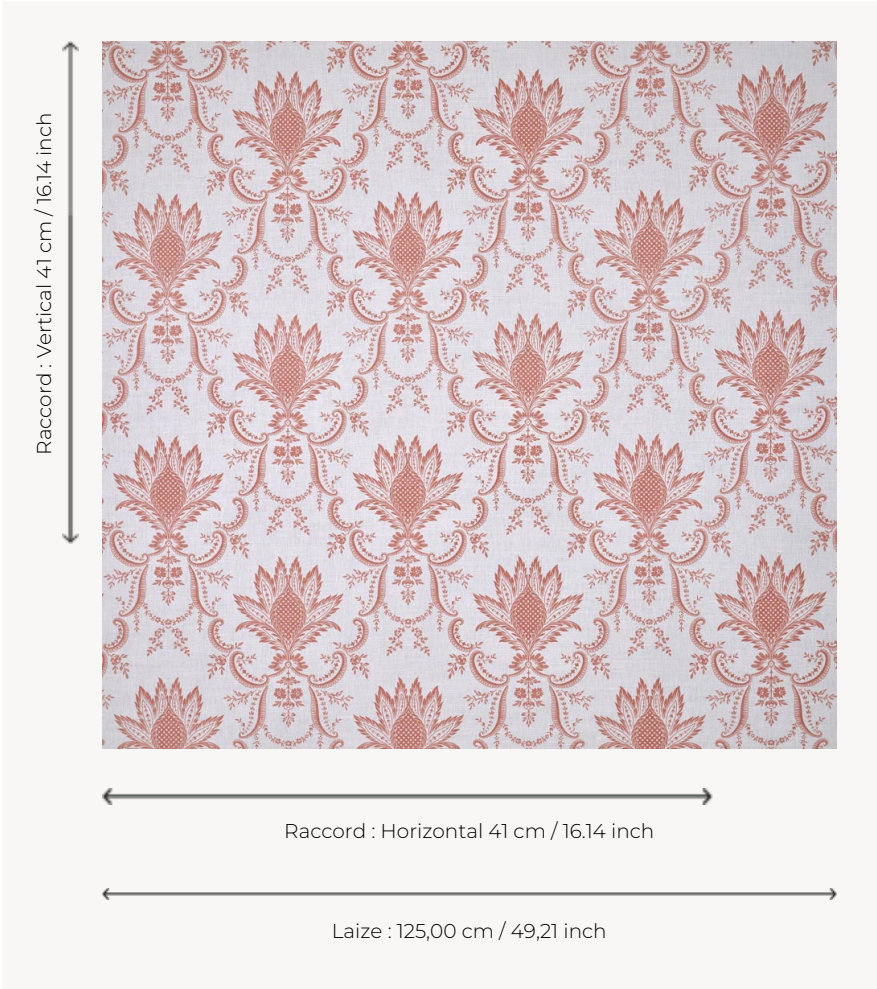 Raccord : Vertical 41 cm / 16.14 inch
Raccord : Horizontal 41 cm / 16.14 inch
Laize : 125,00 cm / 49,21 inch